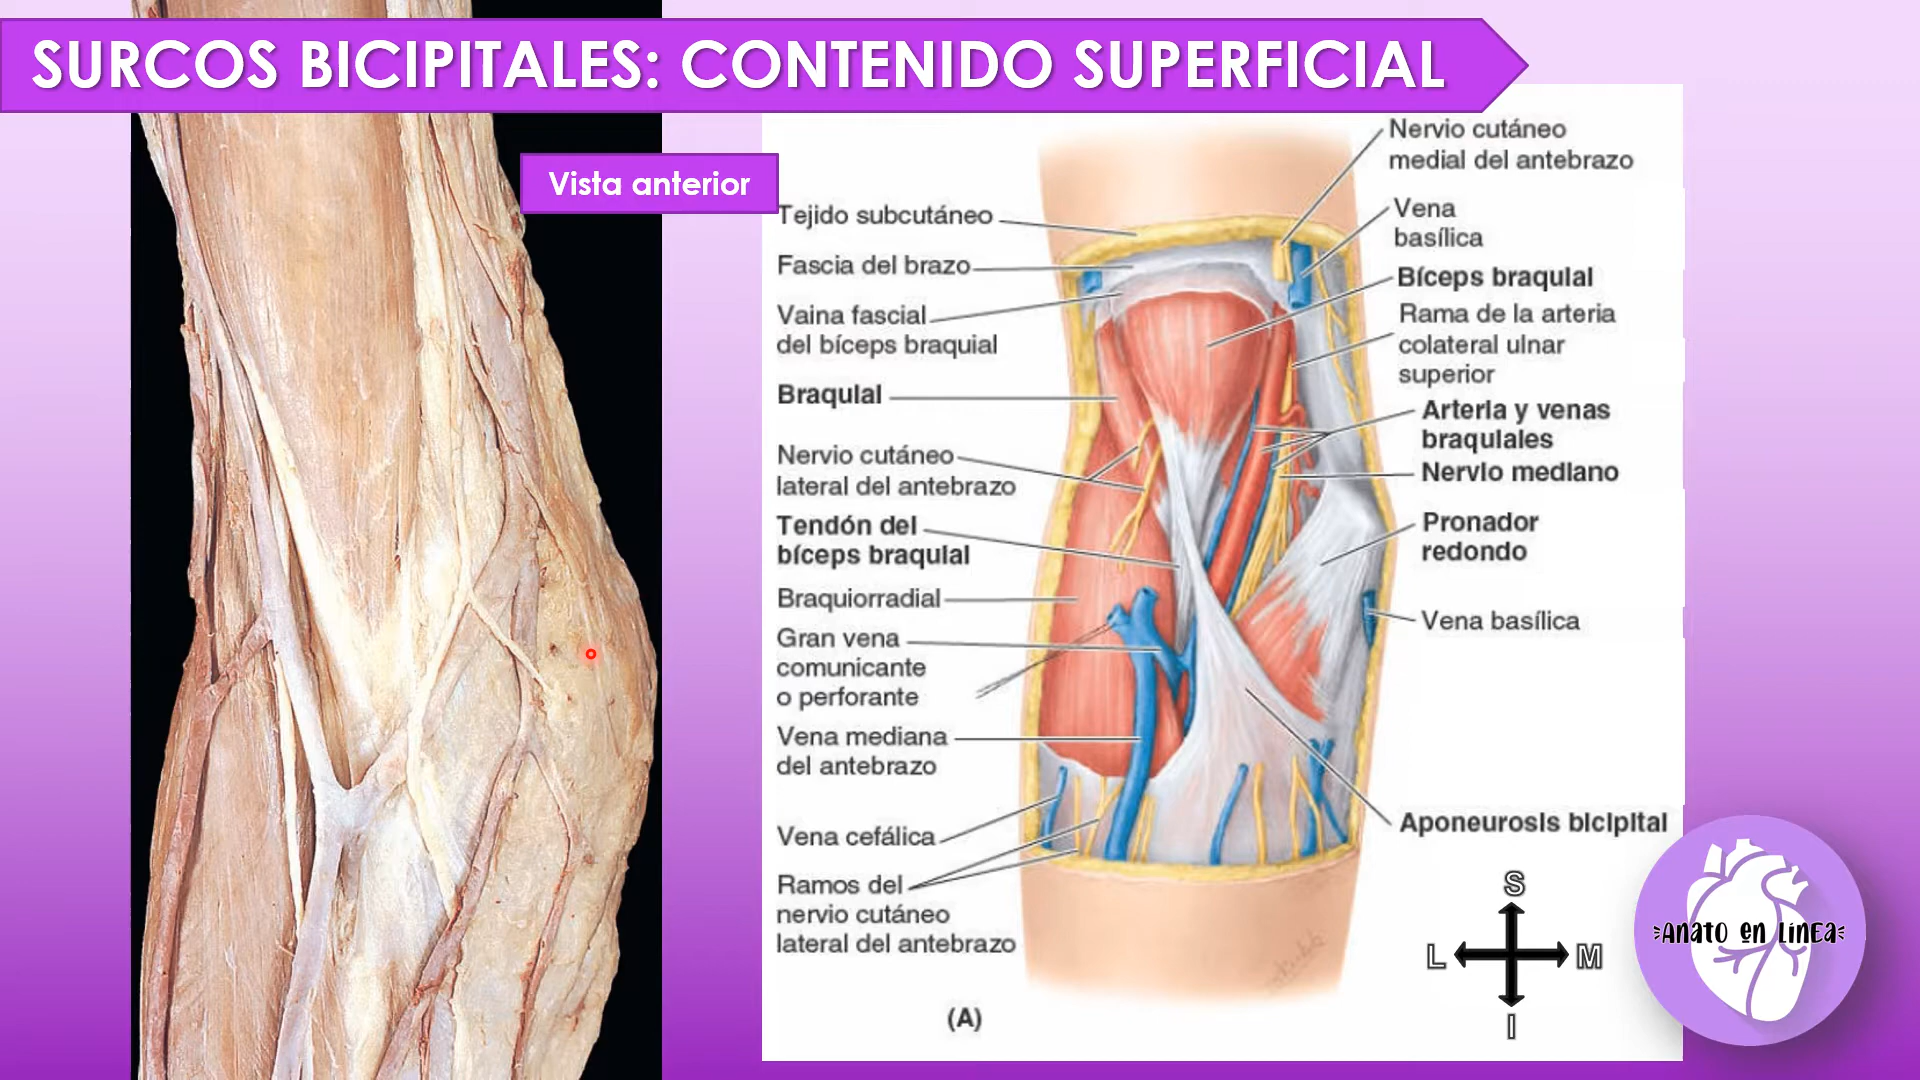 SURCOS BICIPITALES: CONTENIDO SUPERFICIAL
Vista anterior
Tejido subcutáneo
Fascia del brazo
Vaina fascial
del bíceps braquial
Braquial
Nervio cutáneo
lateral del antebrazo
Tendón del
bíceps braquial
Braquiorradial
Gran vena
comunicante
o perforante
Vena mediana
del antebrazo
Vena cefálica
Ramos del
nervio cutáneo
lateral del antebrazo
(A)
Nervio cutáneo
medial del antebrazo
Vena
basílica
Bíceps braquial
Rama de la arteria
colateral ulnar
superior
Arteria y venas
braquiales
Nervio mediano
Pronador
redondo
Vena basílica
Aponeurosis bicipital
S
L M
I
ANATO EN LÍNEA